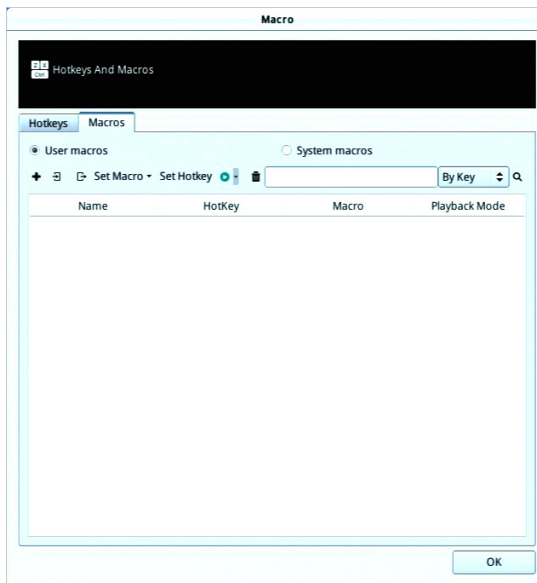 Macro
Z X
Ctrl
Hotkeys And Macros
Hotkeys Macros
User macros System macros
Set Macro Set Hotkey By Key
Name HotKey Macro Playback Mode
OK